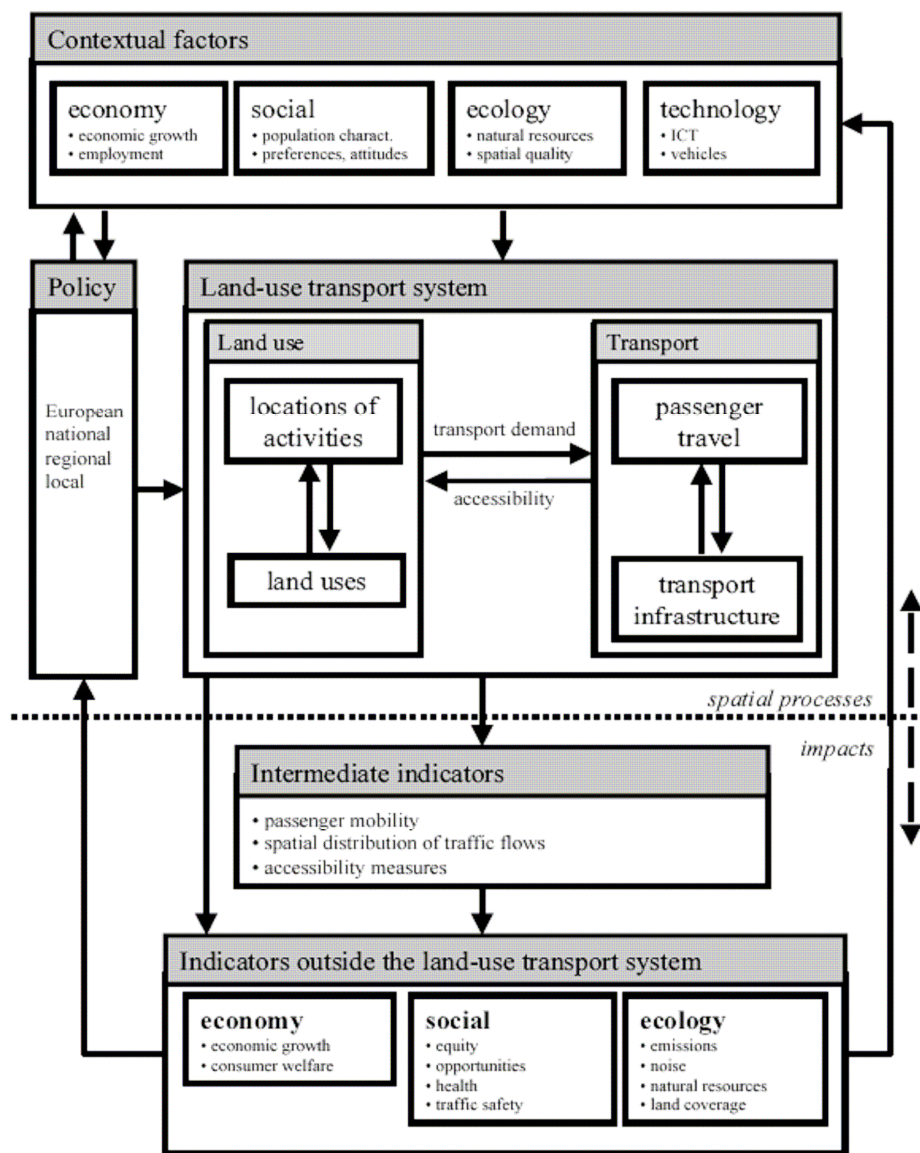 Contextual factors
economy
• economic growth
• employment
social
• population charact.
• preferences, attitudes
ecology
• natural resources
• spatial quality
technology
• ICT
• vehicles
Policy
European
national
regional
local
Land-use transport system
Land use
locations of
activities
land uses
transport demand
accessibility
Transport
passenger
travel
transport
infrastructure
spatial processes
impacts
Intermediate indicators
• passenger mobility
• spatial distribution of traffic flows
• accessibility measures
Indicators outside the land-use transport system
economy
• economic growth
• consumer welfare
social
• equity
• opportunities
• health
• traffic safety
ecology
• emissions
• noise
• natural resources
• land coverage